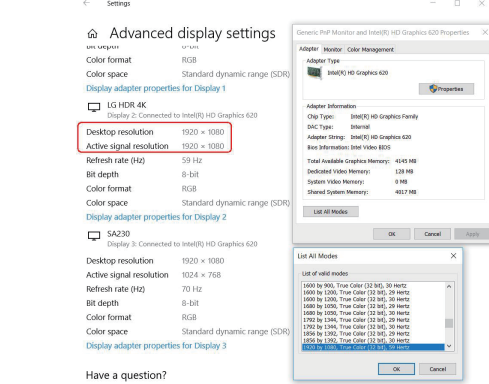 Settings
Advanced display settings
Bit depth 8-bit
Color format RGB
Color space Standard dynamic range (SDR)
Display adapter properties for Display 1
LG HDR 4K
Display 2: Connected to Intel(R) HD Graphics 620
Desktop resolution 1920 × 1080
Active signal resolution 1920 × 1080
Refresh rate (Hz) 59 Hz
Bit depth 8-bit
Color format RGB
Color space Standard dynamic range (SDR)
Display adapter properties for Display 2
SA230
Display 3: Connected to Intel(R) HD Graphics 620
Desktop resolution 1920 × 1080
Active signal resolution 1024 × 768
Refresh rate (Hz) 70 Hz
Bit depth 8-bit
Color format RGB
Color space Standard dynamic range (SDR)
Display adapter properties for Display 3
Have a question?
Generic PnP Monitor and Intel(R) HD Graphics 620 Properties
Adapter Monitor Color Management
Adapter Type
Intel(R) HD Graphics 620
Properties
Adapter Information
Chip Type: Intel(R) HD Graphics Family
DAC Type: Internal
Adapter String: Intel(R) HD Graphics 620
Bios Information: Intel Video BIOS
Total Available Graphics Memory: 4145 MB
Dedicated Video Memory: 128 MB
System Video Memory: 0 MB
Shared System Memory: 4017 MB
List All Modes
OK Cancel Apply
List All Modes
List of valid modes
1600 by 900, True Color (32 bit), 30 Hertz
1600 by 1200, True Color (32 bit), 29 Hertz
1600 by 1200, True Color (32 bit), 30 Hertz
1680 by 1050, True Color (32 bit), 29 Hertz
1680 by 1050, True Color (32 bit), 30 Hertz
1792 by 1344, True Color (32 bit), 29 Hertz
1792 by 1344, True Color (32 bit), 30 Hertz
1856 by 1392, True Color (32 bit), 29 Hertz
1856 by 1392, True Color (32 bit), 30 Hertz
1920 by 1080, True Color (32 bit), 59 Hertz
OK Cancel